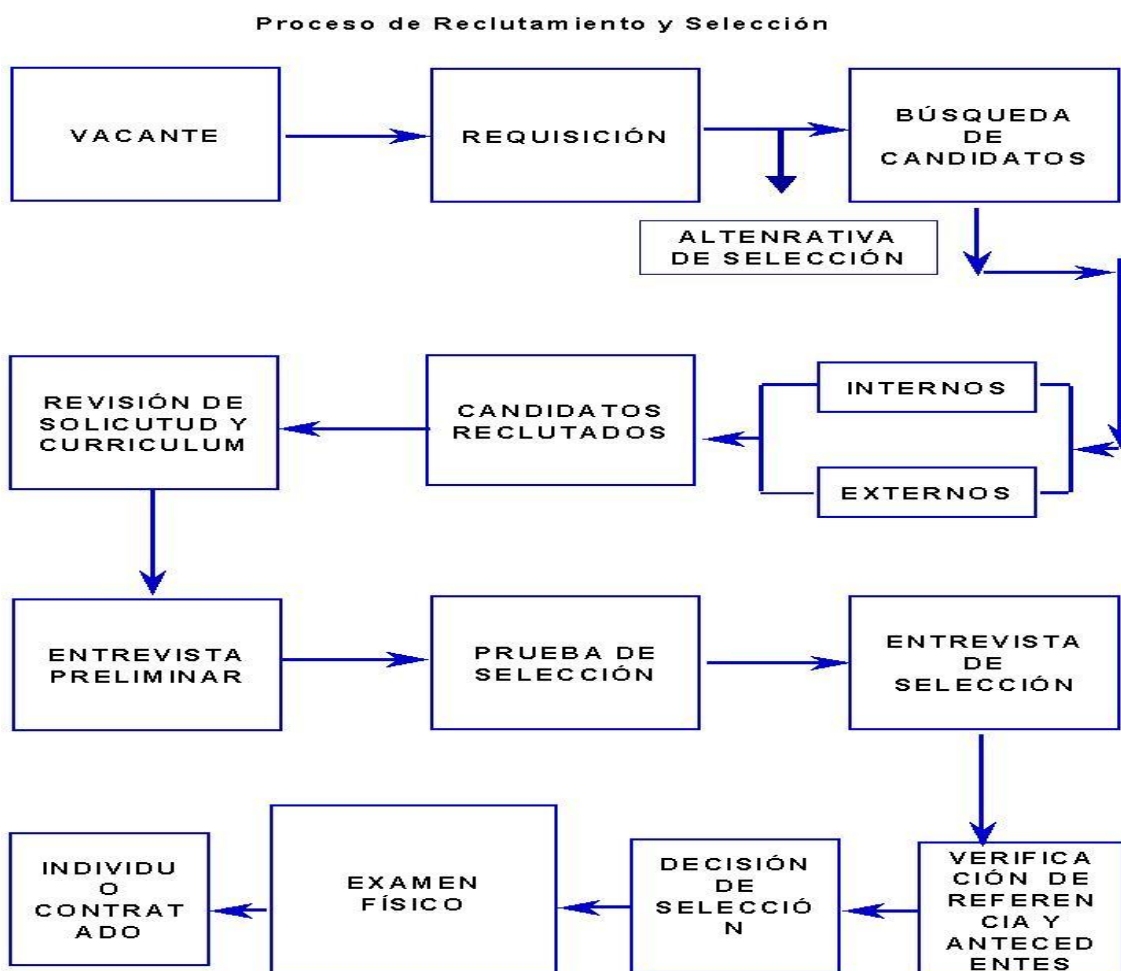 Proceso de Reclutamiento y Selección
VACANTE
REQUISICIÓN
BÚSQUEDA
DE
CANDIDATOS
ALTENRATIVA
DE SELECCIÓN
REVISIÓN DE
SOLICUTUD Y
CURRICULUM
CANDIDATOS
RECLUTADOS
INTERNOS
EXTERNOS
ENTREVISTA
PRELIMINAR
PRUEBA DE
SELECCIÓN
ENTREVISTA
DE
SELECCIÓN
INDIVIDU
O
CONTRAT
ADO
EXAMEN
FÍSICO
DECISIÓN
DE
SELECCIÓ
N
VERIFICA
CIÓN DE
REFEREN
CIA Y
ANTECED
ENTES